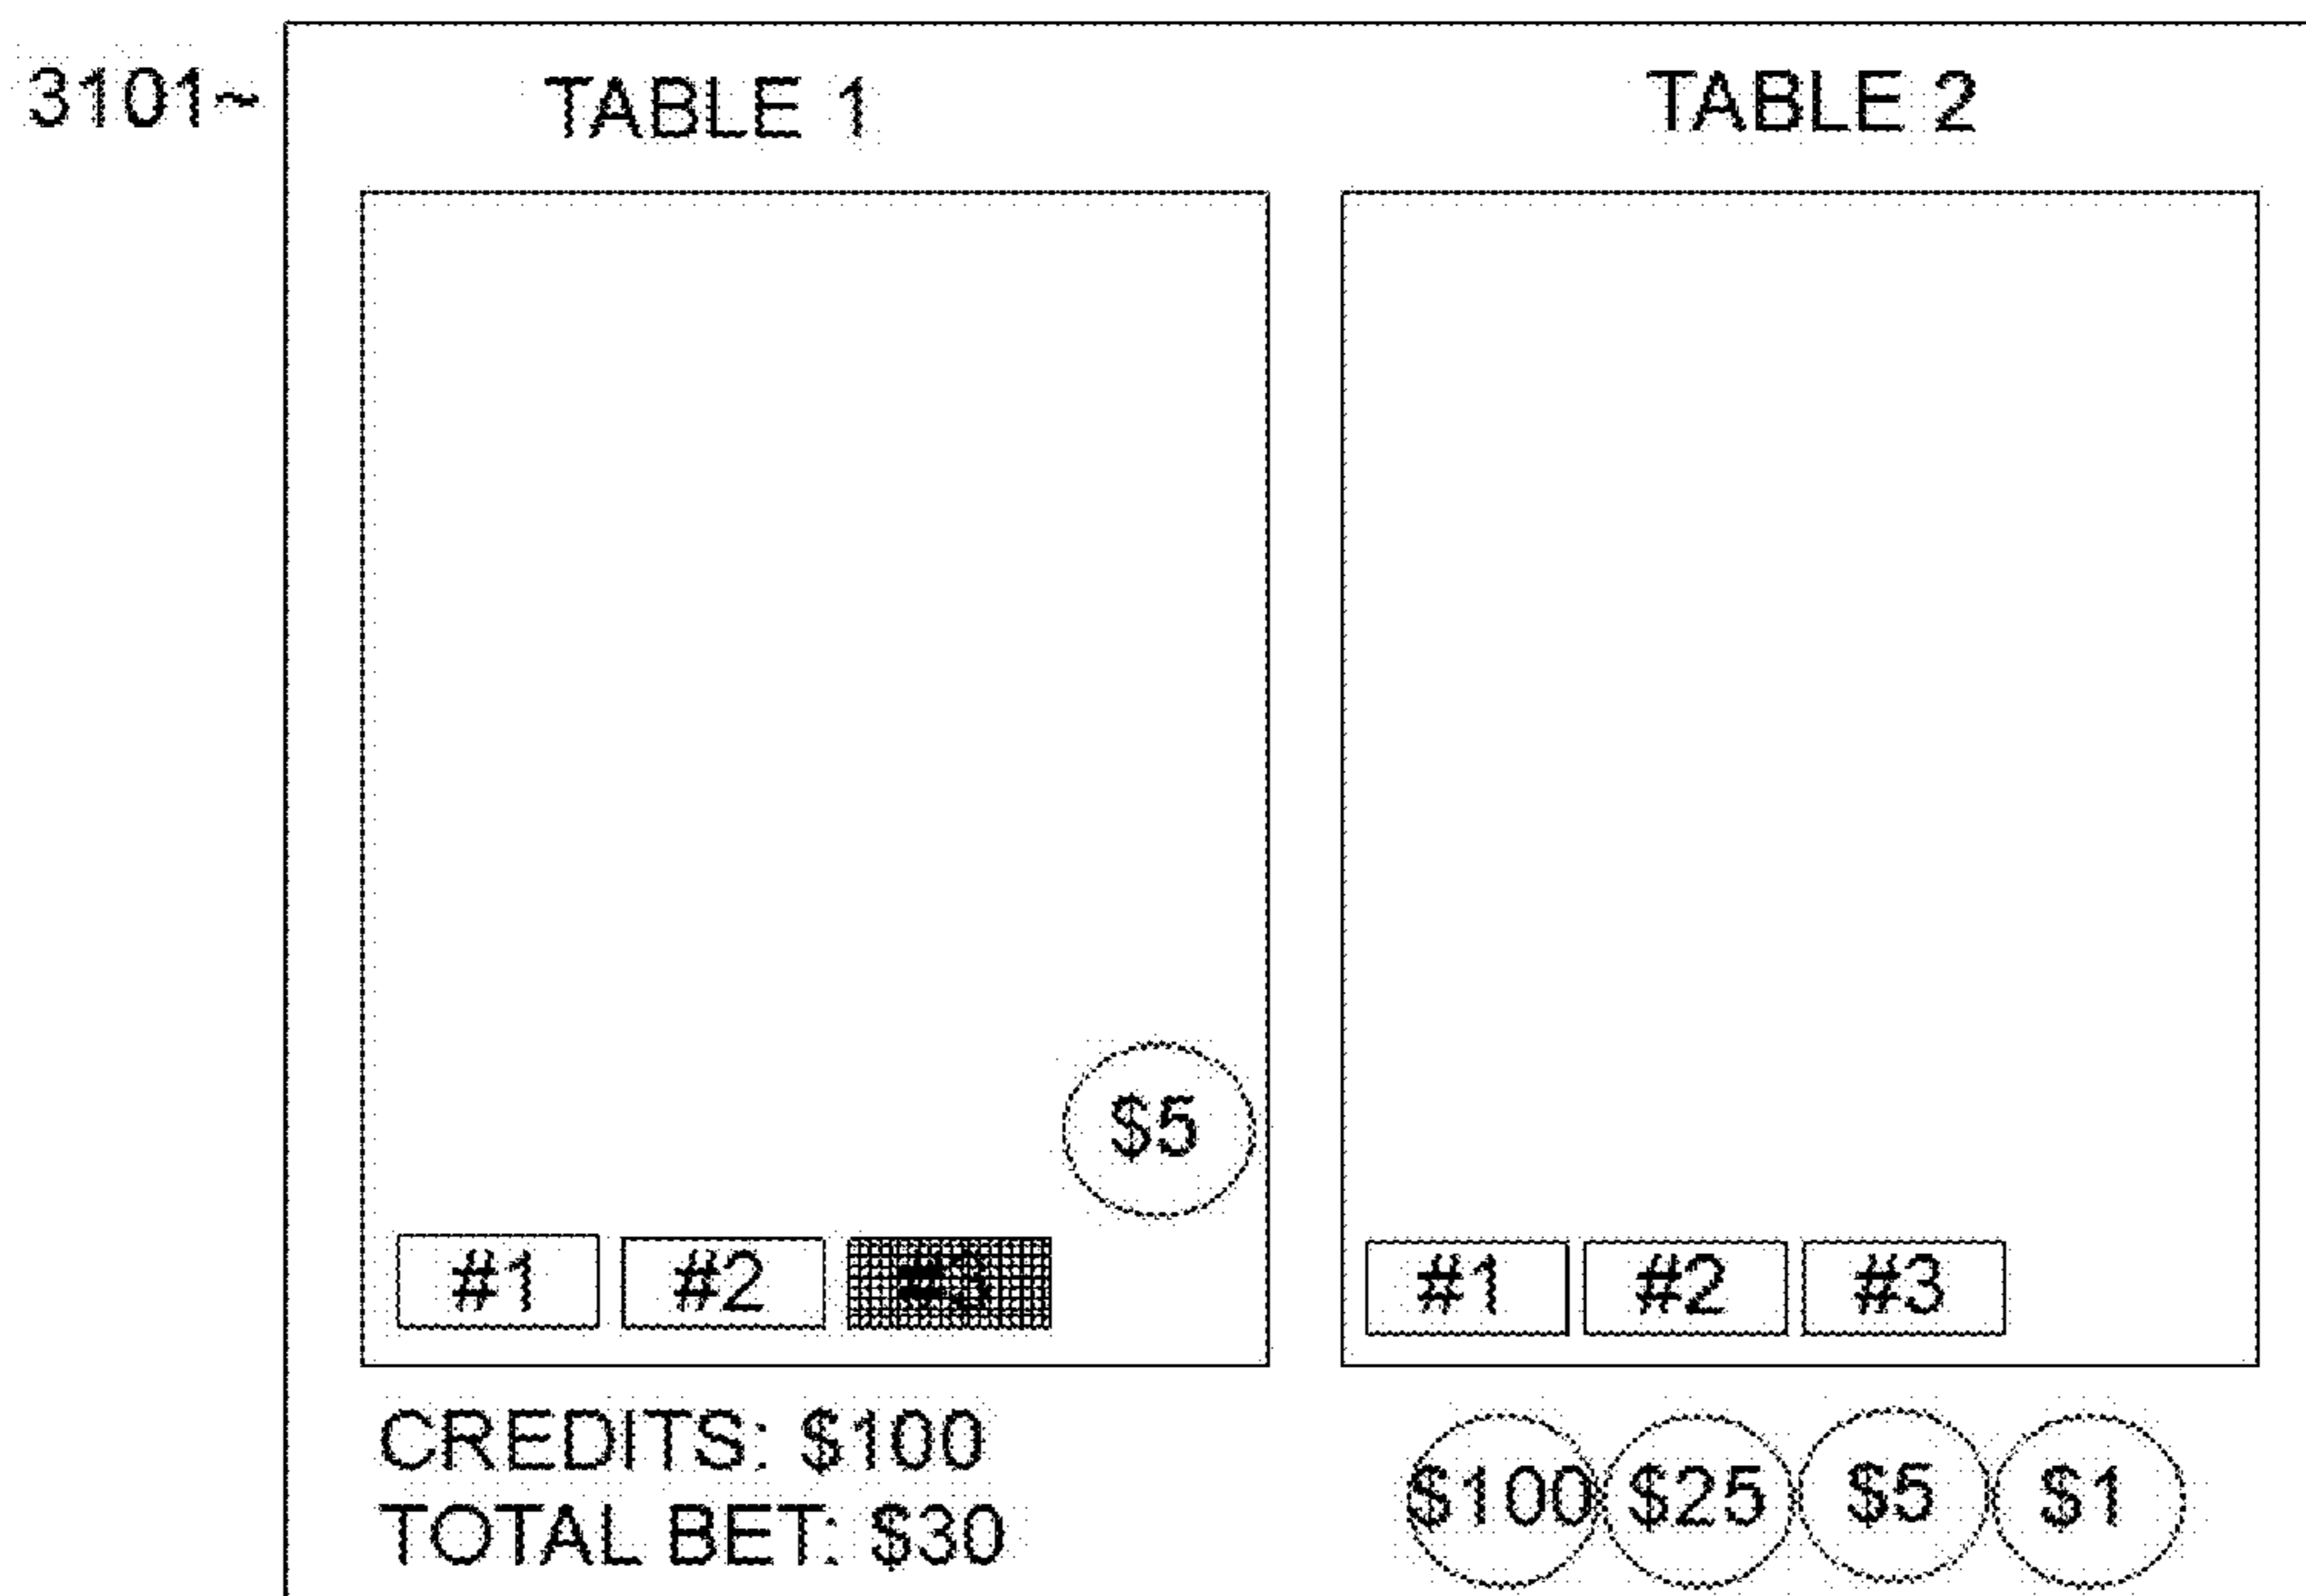 3101~
TABLE 1 TABLE 2
$5
#1 #2 #3 #1 #2 #3
CREDITS: $100
TOTAL BET: $30
$100 $25 $5 $1